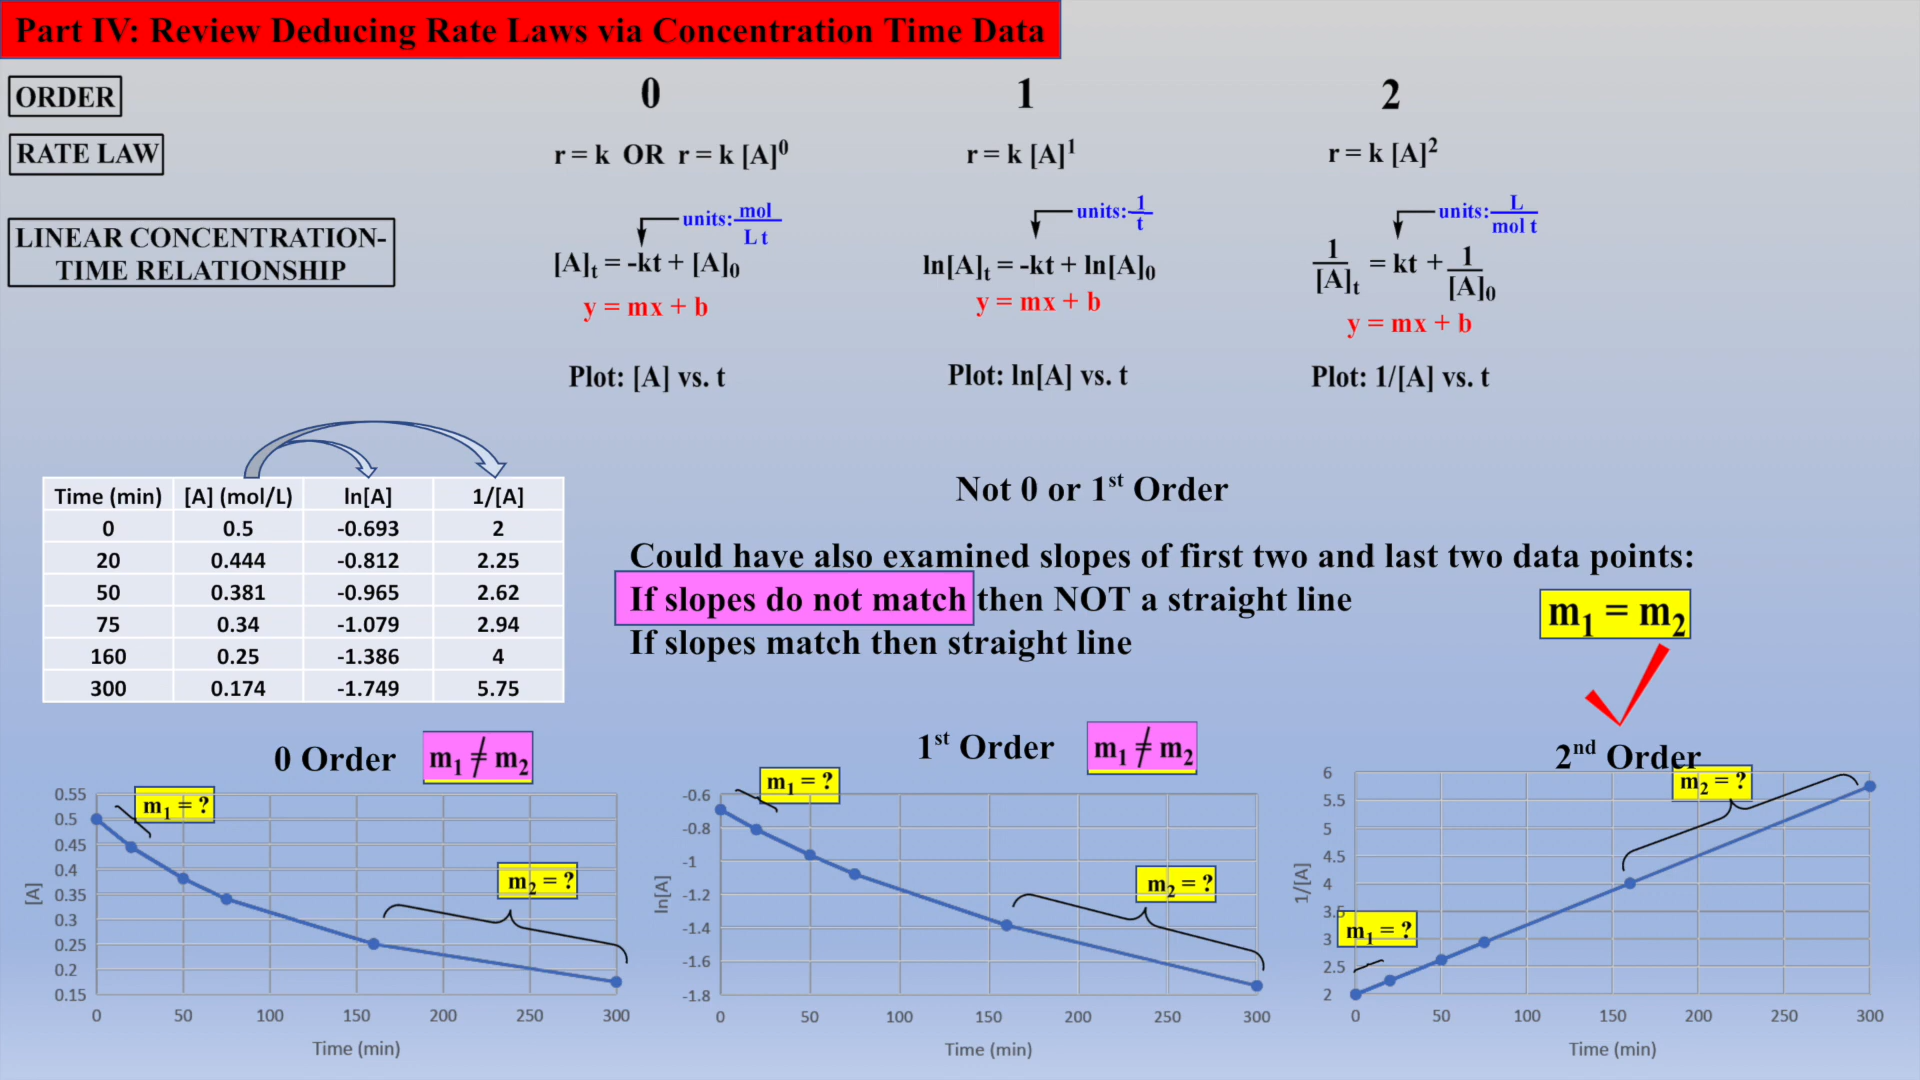 Part IV: Review Deducing Rate Laws via Concentration Time Data
ORDER
0
1
2
RATE LAW
r = k OR r = k [A]⁰
r = k [A]¹
r = k [A]²
LINEAR CONCENTRATION-
TIME RELATIONSHIP
units: mol
L t
[A]t = -kt + [A]₀
y = mx + b
Plot: [A] vs. t
units: 1
t
ln[A]t = -kt + ln[A]₀
y = mx + b
Plot: ln[A] vs. t
units: L
mol t
1/[A]t = kt + 1/[A]₀
y = mx + b
Plot: 1/[A] vs. t
Time (min) [A] (mol/L) ln[A] 1/[A]
0 0.5 -0.693 2
20 0.444 -0.812 2.25
50 0.381 -0.965 2.62
75 0.34 -1.079 2.94
160 0.25 -1.386 4
300 0.174 -1.749 5.75
Not 0 or 1st Order
Could have also examined slopes of first two and last two data points:
If slopes do not match then NOT a straight line
If slopes match then straight line
m₁ = m₂
0 Order
m₁ ≠ m₂
m₁ = ?
m₂ = ?
[A]
0.55
0.5
0.45
0.4
0.35
0.3
0.25
0.2
0.15
0 50 100 150 200 250 300
Time (min)
1st Order
m₁ ≠ m₂
m₁ = ?
m₂ = ?
ln[A]
-0.6
-0.8
-1
-1.2
-1.4
-1.6
-1.8
0 50 100 150 200 250 300
Time (min)
2nd Order
m₂ = ?
m₁ = ?
1/[A]
6
5.5
5
4.5
4
3.5
3
2.5
2
0 50 100 150 200 250 300
Time (min)